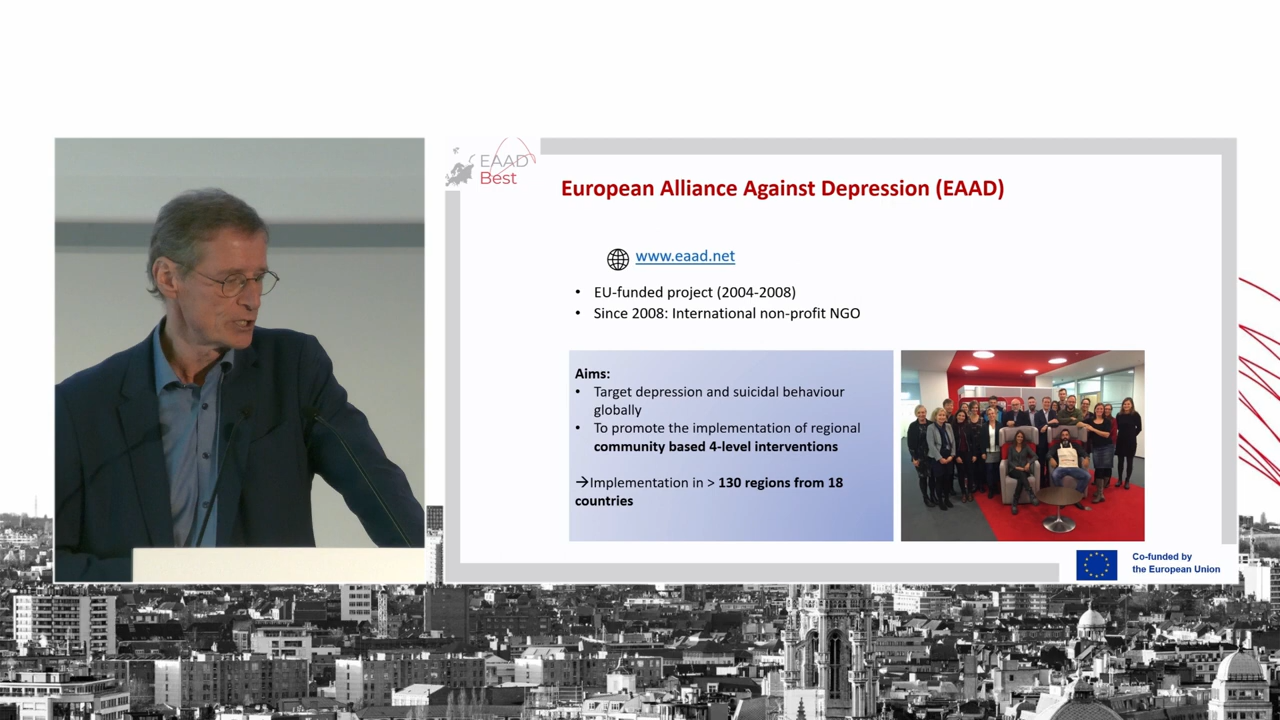 EAAD
Best
European Alliance Against Depression (EAAD)
www.eaad.net
• EU-funded project (2004-2008)
• Since 2008: International non-profit NGO
Aims:
• Target depression and suicidal behaviour
globally
• To promote the implementation of regional
community based 4-level interventions
→Implementation in > 130 regions from 18
countries
Co-funded by
the European Union